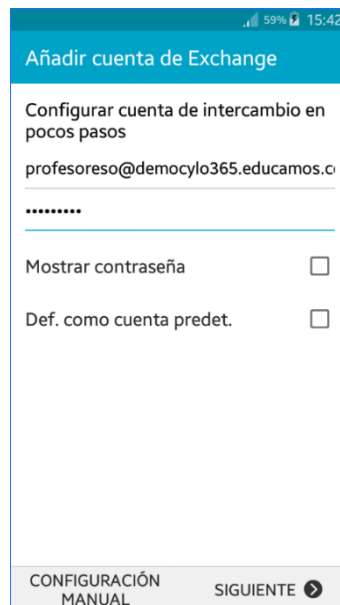 59% 15:42
Añadir cuenta de Exchange
Configurar cuenta de intercambio en
pocos pasos
profesoreso@democylo365.educamos.c
•••••••••
Mostrar contraseña
Def. como cuenta predet.
CONFIGURACIÓN
MANUAL
SIGUIENTE